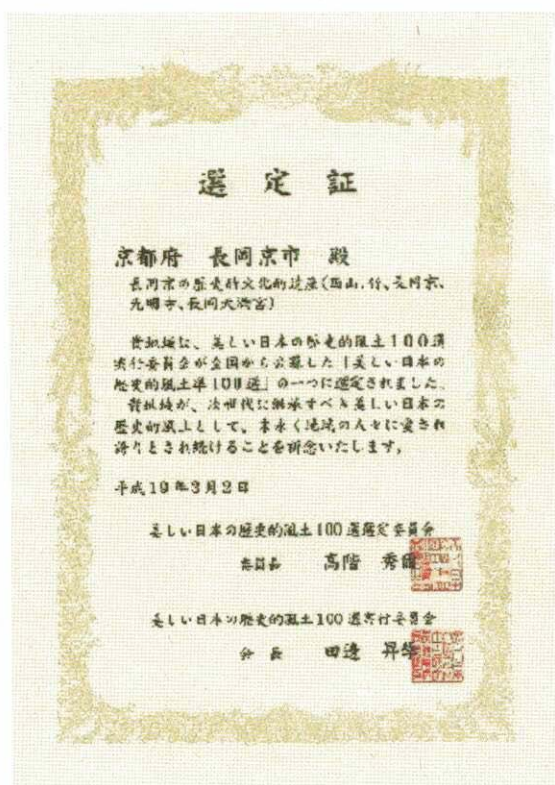 選定証
京都府 長岡京市 殿
長岡京の歴史的文化的遺産(西山、竹、長岡京、
光明寺、長岡天満宮)
貴地域は、美しい日本の歴史的風土100選
実行委員会が全国から公募した「美しい日本の
歴史的風土準100選」の一つに選定されました。
貴地域が、次世代に継承すべき美しい日本の
歴史的風土として、末永く地域の人々に愛され
誇りとされ続けることを祈念いたします。
平成19年3月2日
美しい日本の歴史的風土100選選定委員会
委員長 高階 秀爾
美しい日本の歴史的風土100選実行委員会
会長 田邉 昇